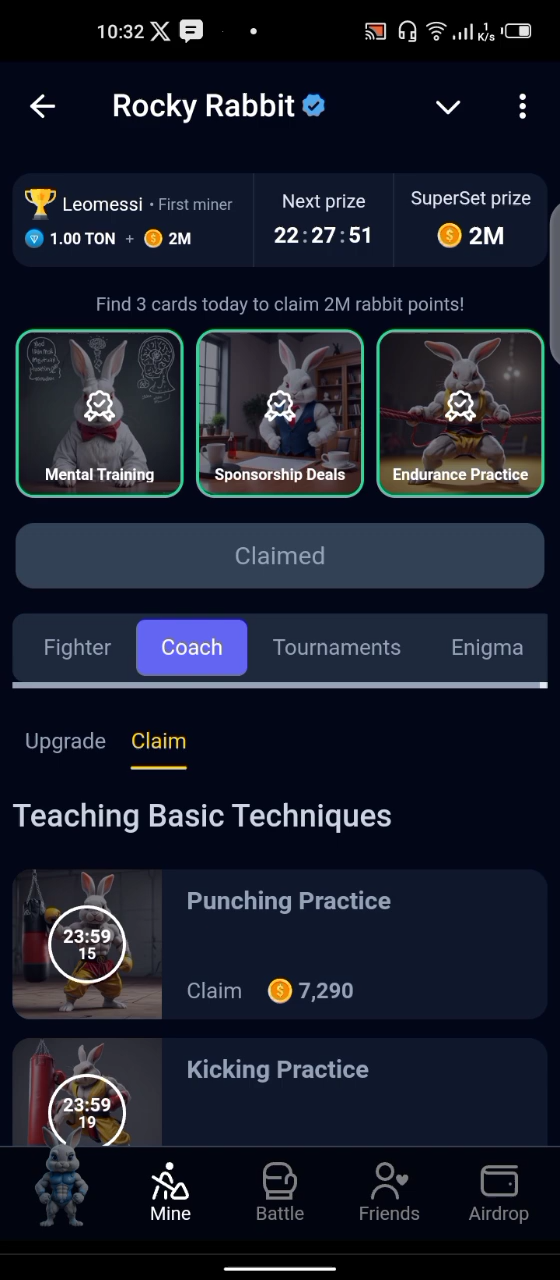 10:32
1
K/s
Rocky Rabbit
Leomessi • First miner
1.00 TON + 2M
Next prize
22:27:51
SuperSet prize
2M
Find 3 cards today to claim 2M rabbit points!
Mental Training
Sponsorship Deals
Endurance Practice
Claimed
Fighter
Coach
Tournaments
Enigma
Upgrade
Claim
Teaching Basic Techniques
23:59
15
Punching Practice
Claim 7,290
23:59
19
Kicking Practice
Mine
Battle
Friends
Airdrop